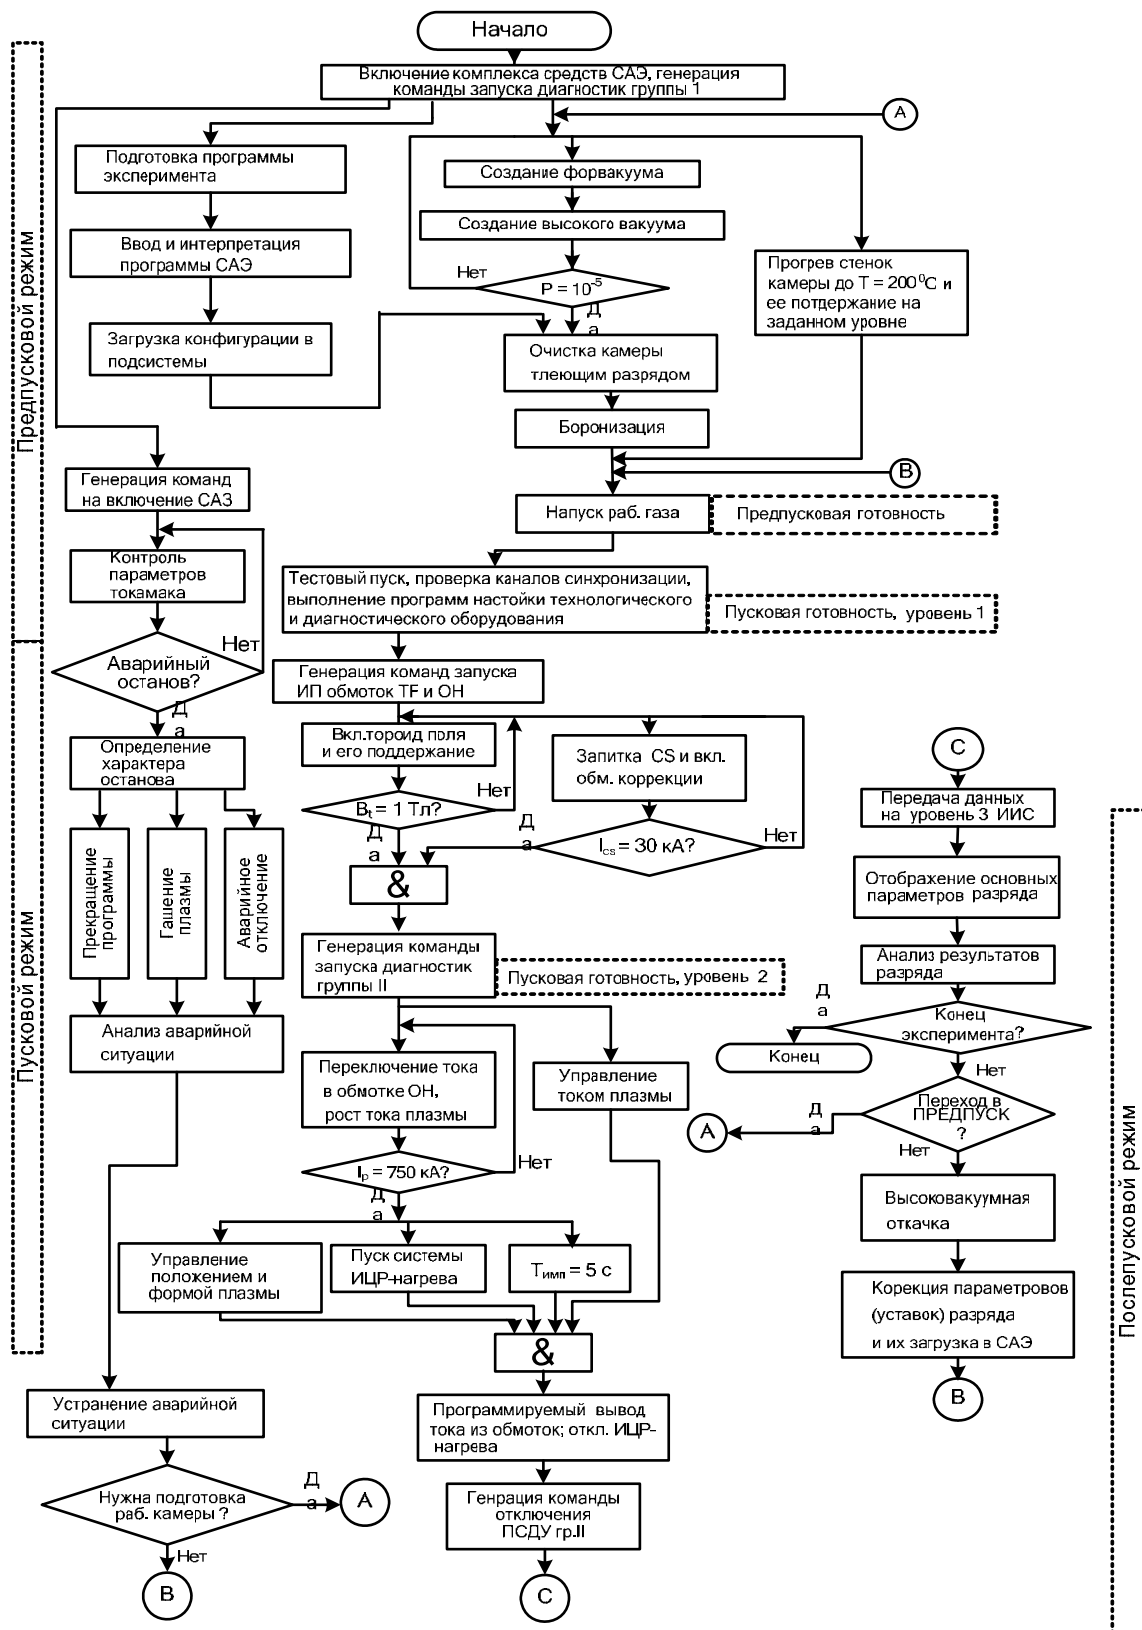 Начало
Включение комплекса средств САЭ, генерация
команды запуска диагностик группы 1
А
Подготовка программы
эксперимента
Создание форвакуума
Создание высокого вакуума
Ввод и интерпретация
программы САЭ
Нет
P = 10⁻⁵
Д
а
Прогрев стенок
камеры до T = 200⁰С и
ее потдержание на
заданном уровне
Загрузка конфигурации в
подсистемы
Очистка камеры
тлеющим разрядом
Боронизация
В
Предпусковой режим
Генерация команд
на включение САЗ
Напуск раб. газа
Предпусковая готовность
Контроль
параметров
токамака
Тестовый пуск, проверка каналов синхронизации,
выполнение программ настойки технологического
и диагностического оборудования
Пусковая готовность, уровень 1
Нет
Аварийный
останов?
Д
а
Генерация команд запуска
ИП обмоток TF и ОН
Вкл.тороид поля
и его поддержание
Запитка CS и вкл.
обм. коррекции
Определение
характера
останова
Нет
Bt = 1 Тл?
Д
а
Д
а
Ics = 30 кА?
Нет
&
Прекращение
программы
Гашение
плазмы
Аварийное
отключение
Генерация команды
запуска диагностик
группы II
Пусковая готовность, уровень 2
Пусковой режим
Анализ аварийной
ситуации
Переключение тока
в обмотке ОН,
рост тока плазмы
Управление
током плазмы
Ip = 750 кА?
Нет
Д
а
Управление
положением и
формой плазмы
Пуск системы
ИЦР-нагрева
Tимп = 5 с
&
Устранение аварийной
ситуации
Программируемый вывод
тока из обмоток; откл. ИЦР-
нагрева
Нужна подготовка
раб. камеры ?
Д
а
А
Нет
В
Генрация команды
отключения
ПСДУ гр.II
С
С
Передача данных
на уровень 3 ИИС
Отображение основных
параметров разряда
Анализ результатов
разряда
Д
а
Конец
эксперимента?
Конец
Нет
Переход в
ПРЕДПУСК
?
Д
а
А
Нет
Высоковакуумная
откачка
Корекция параметровов
(уставок) разряда
и их загрузка в САЭ
В
Послепусковой режим